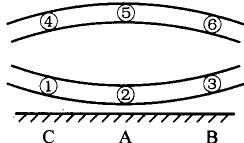 ④ ⑤ ⑥
① ② ③
C A B